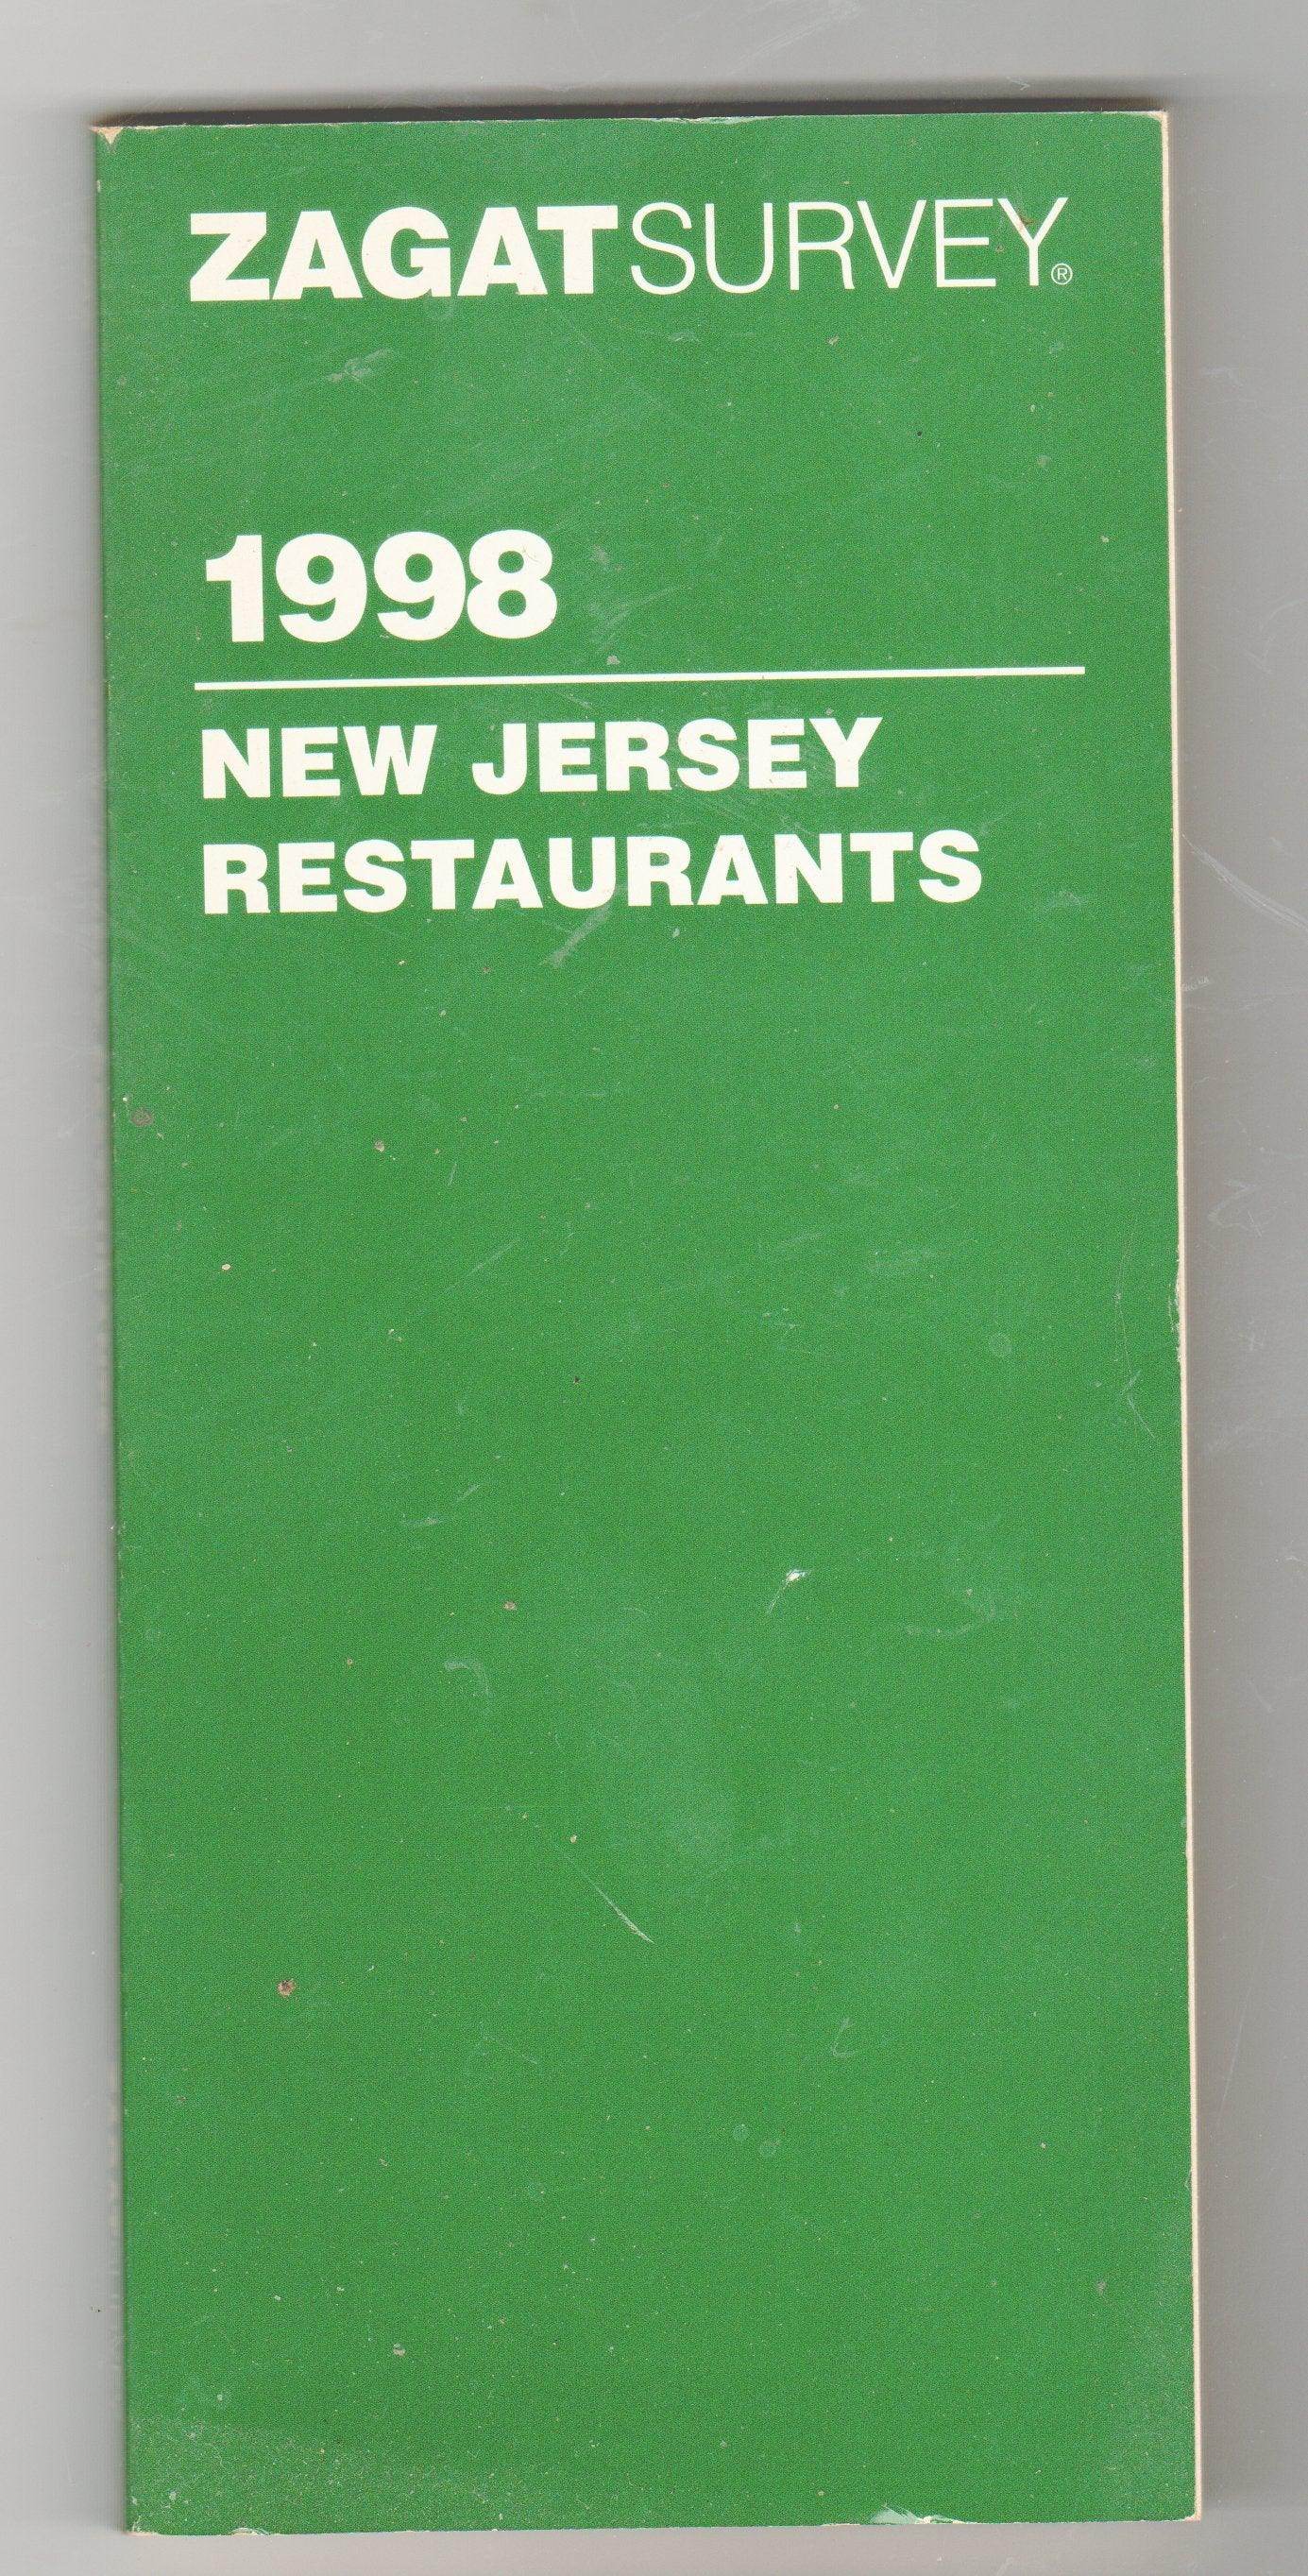 ZAGATSURVEY®
1998
NEW JERSEY
RESTAURANTS